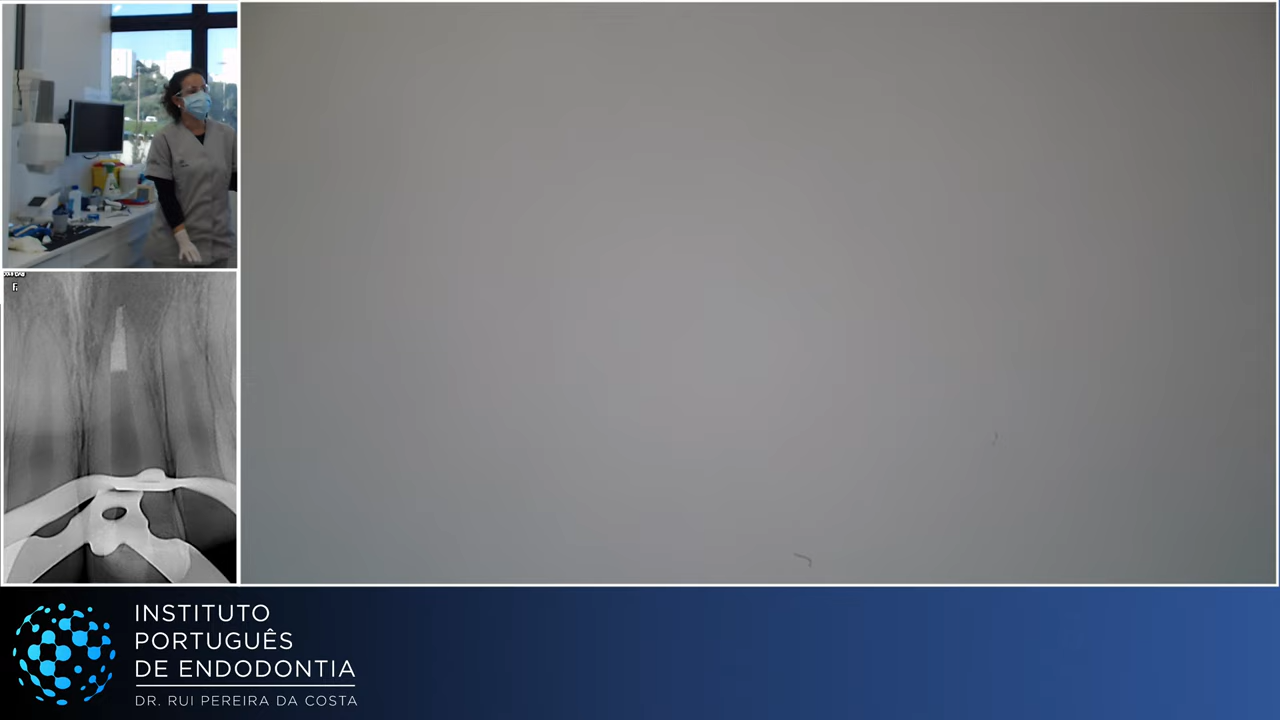 INSTITUTO
PORTUGUÊS
DE ENDODONTIA
DR. RUI PEREIRA DA COSTA